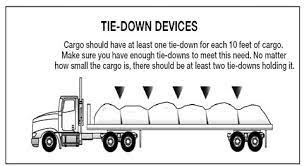 TIE-DOWN DEVICES
Cargo should have at least one tie-down for each 10 feet of cargo.
Make sure you have enough tie-downs to meet this need. No matter
how small the cargo is, there should be at least two tie-downs holding it.